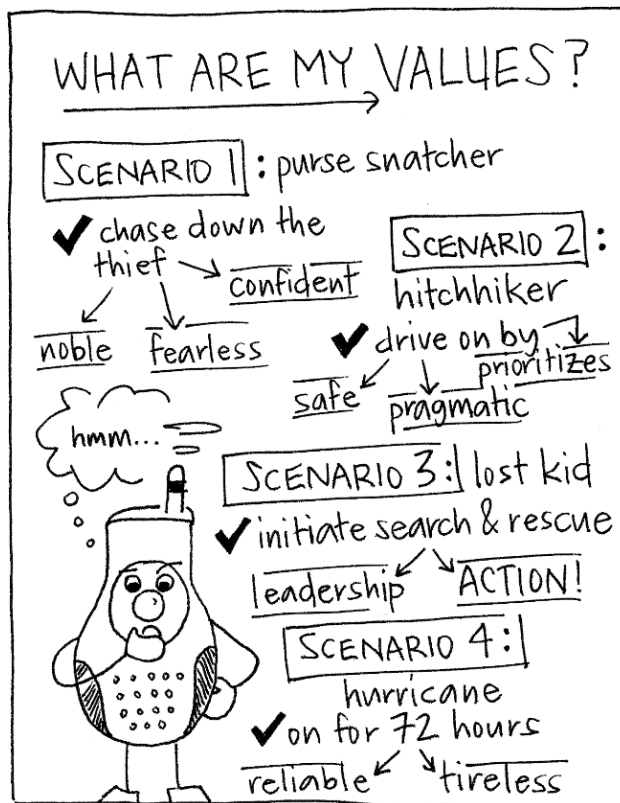 WHAT ARE MY VALUES?
SCENARIO 1: purse snatcher
chase down the
thief
confident
noble
fearless
SCENARIO 2:
hitchhiker
drive on by
prioritizes
safe
pragmatic
hmm...
SCENARIO 3: lost kid
initiate search & rescue
leadership
ACTION!
SCENARIO 4:
hurricane
on for 72 hours
reliable
tireless